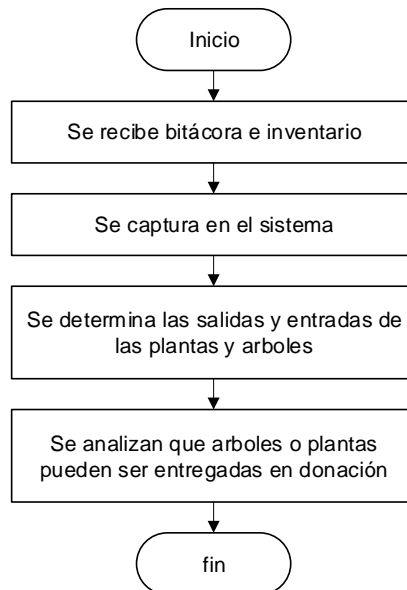 Inicio
Se recibe bitácora e inventario
Se captura en el sistema
Se determina las salidas y entradas de
las plantas y arboles
Se analizan que arboles o plantas
pueden ser entregadas en donación
fin